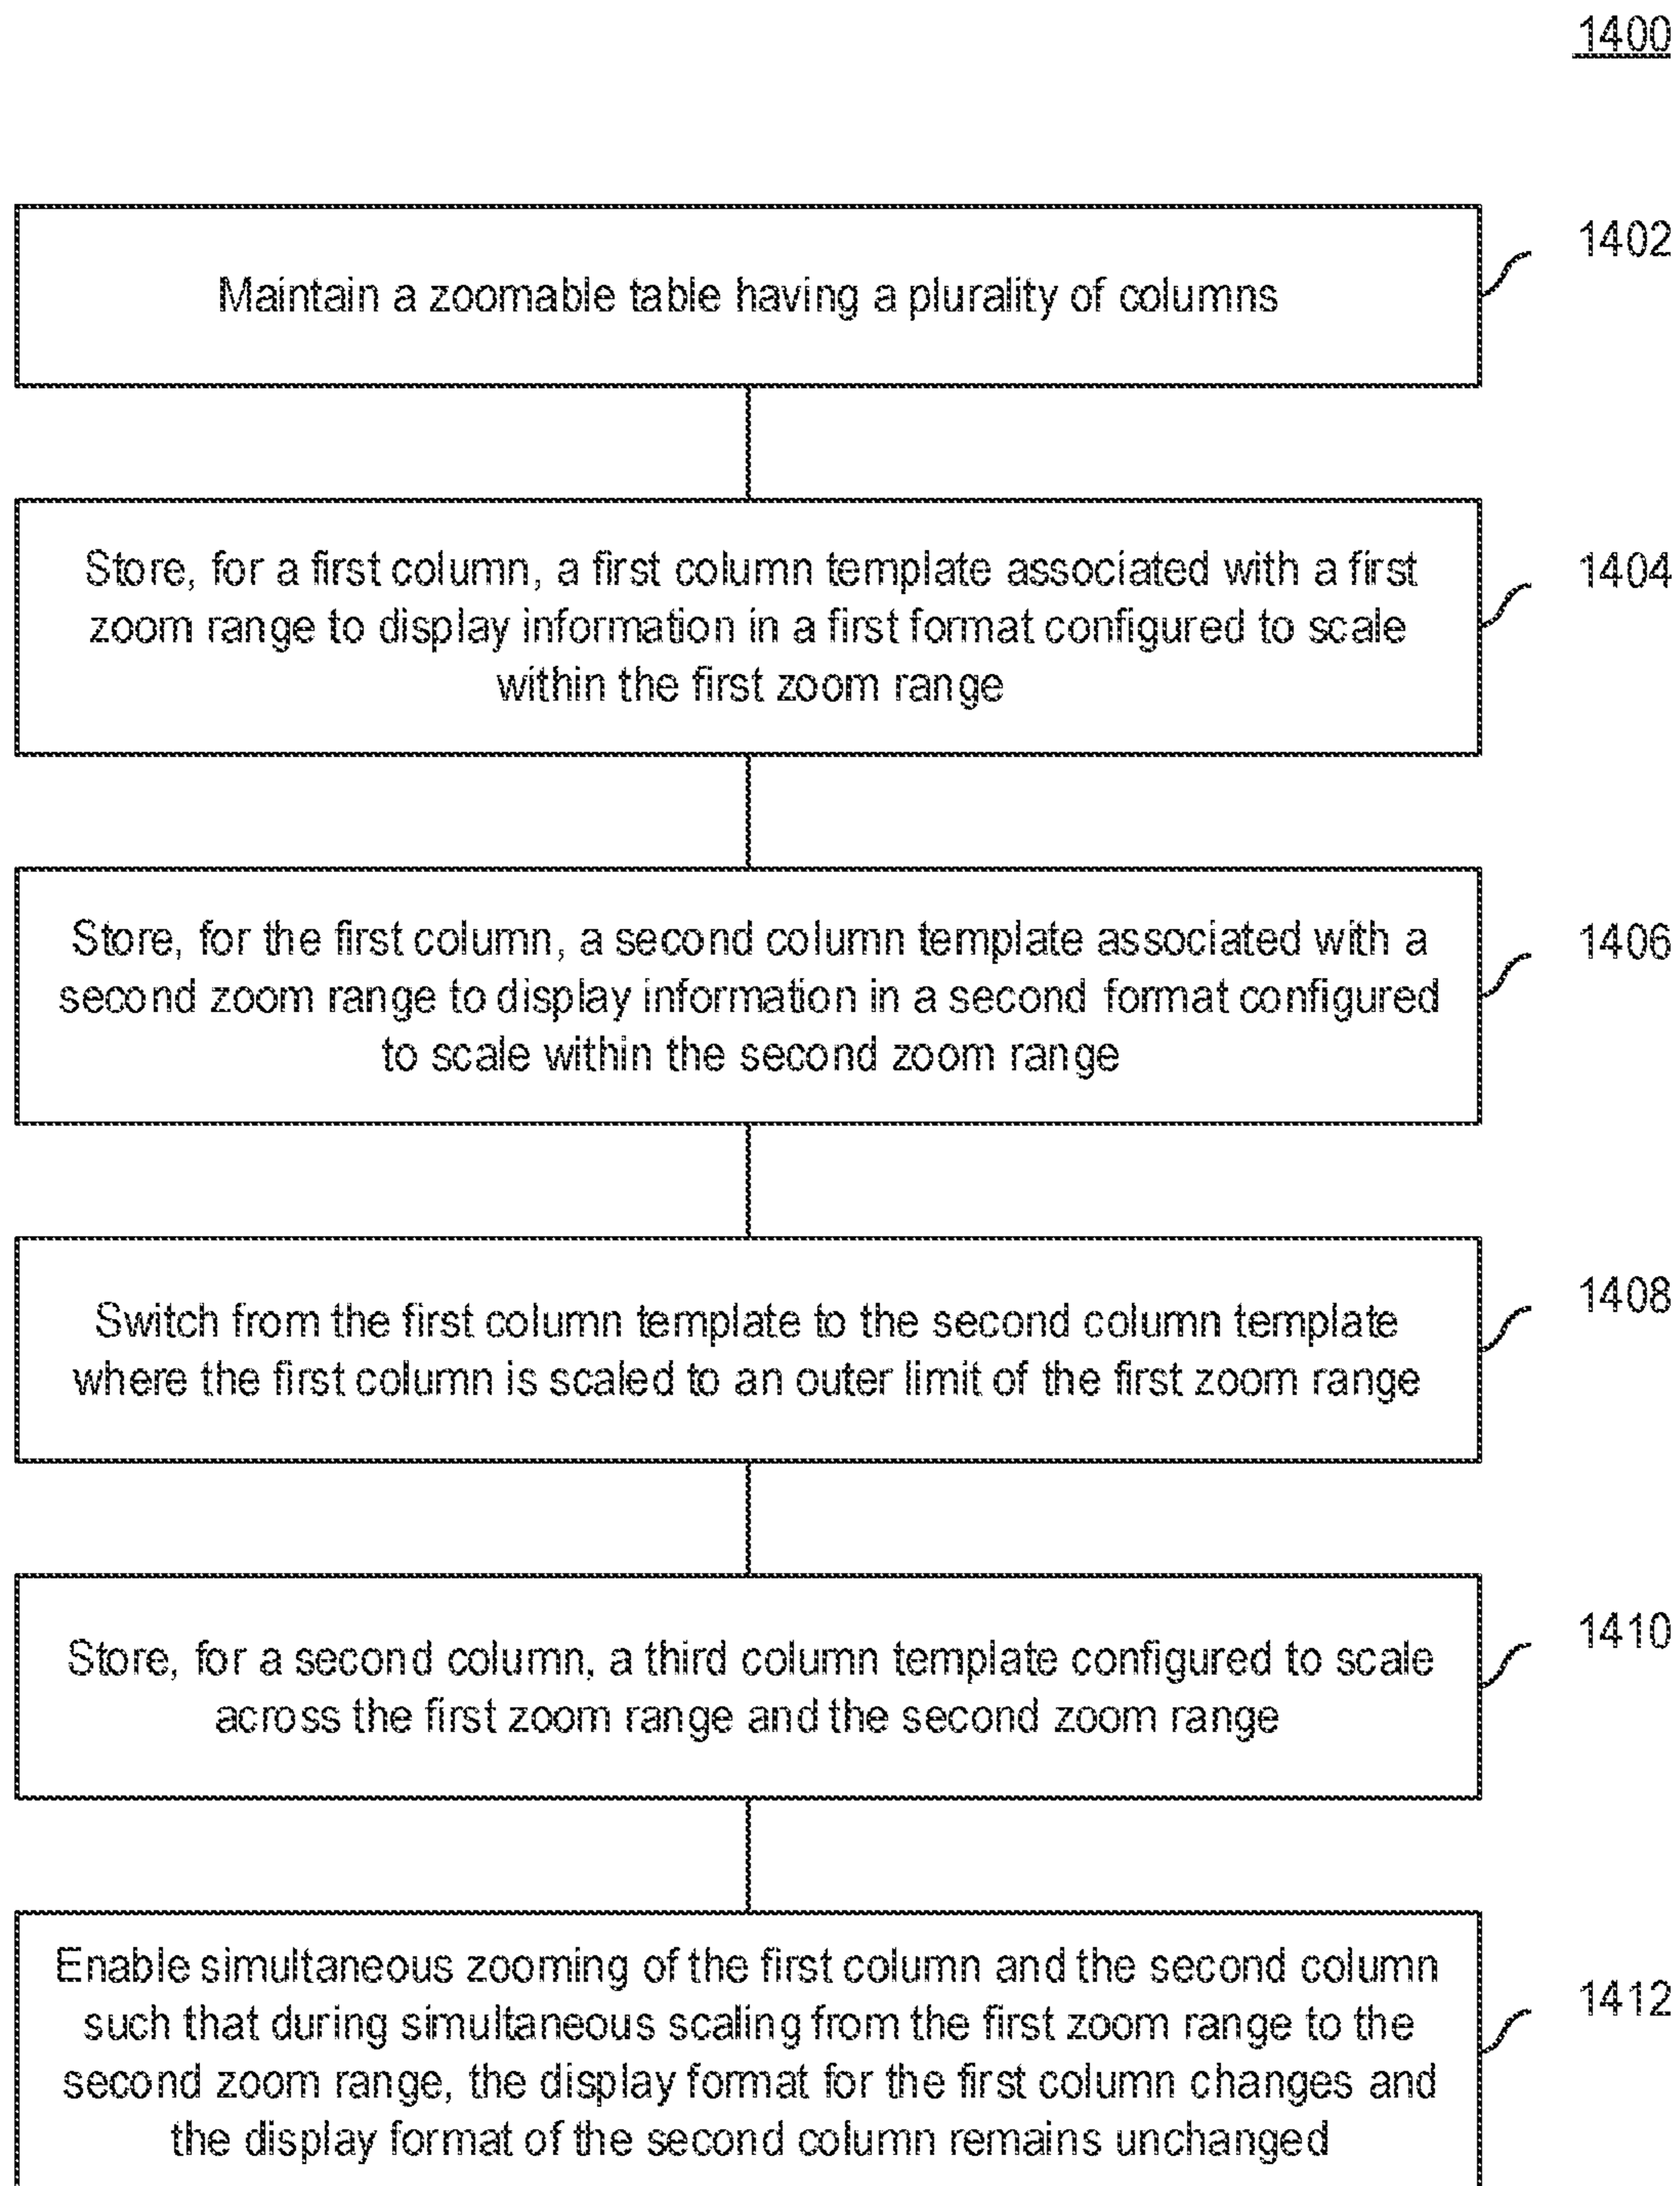 1400
Maintain a zoomable table having a plurality of columns
1402
Store, for a first column, a first column template associated with a first
zoom range to display information in a first format configured to scale
within the first zoom range
1404
Store, for the first column, a second column template associated with a
second zoom range to display information in a second format configured
to scale within the second zoom range
1406
Switch from the first column template to the second column template
where the first column is scaled to an outer limit of the first zoom range
1408
Store, for a second column, a third column template configured to scale
across the first zoom range and the second zoom range
1410
Enable simultaneous zooming of the first column and the second column
such that during simultaneous scaling from the first zoom range to the
second zoom range, the display format for the first column changes and
the display format of the second column remains unchanged
1412